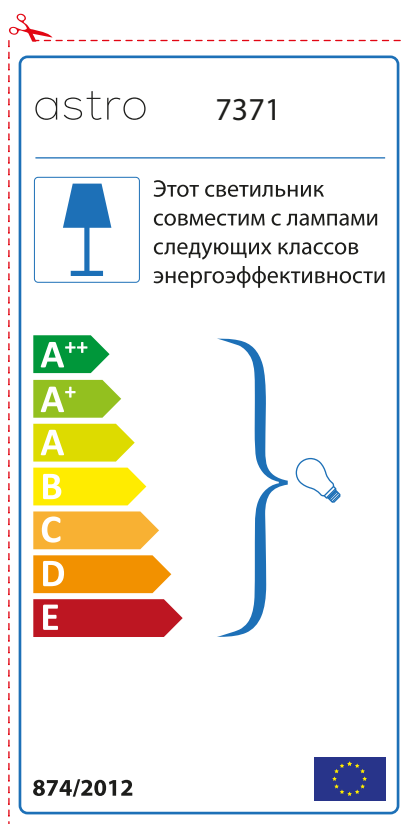 astro 7371
Этот светильник
совместим с лампами
следующих классов
энергоэффективности
A++
A+
A
B
C
D
E
874/2012